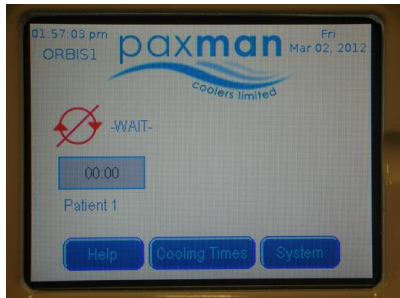 01:57:03 pm
ORBIS1
paxman
coolers limited
Fri
Mar 02, 2012
-WAIT-
00:00
Patient 1
Help
Cooling Times
System